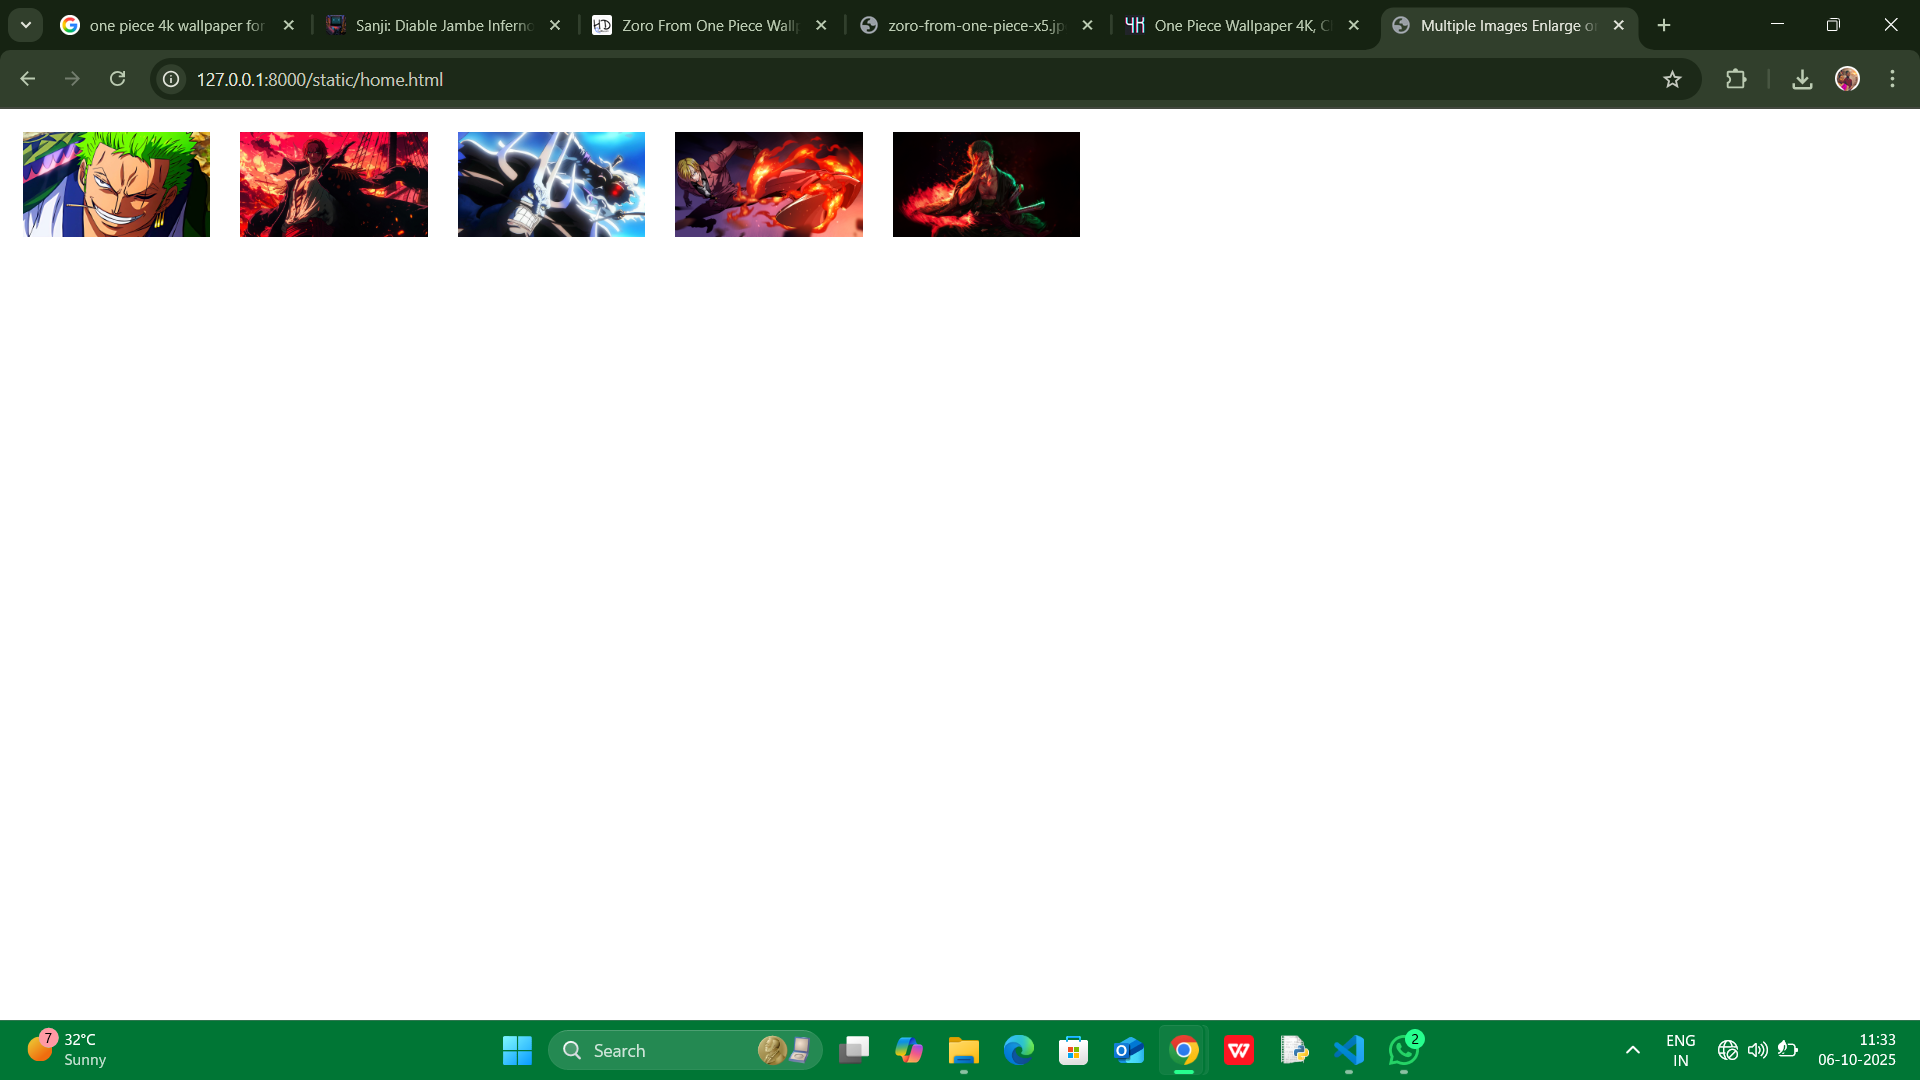 one piece 4k wallpaper for
Sanji: Diable Jambe Inferno
Zoro From One Piece Wallp
zoro-from-one-piece-x5.jp
One Piece Wallpaper 4K, C
Multiple Images Enlarge o
127.0.0.1:8000/static/home.html
7
32°C
Sunny
Search
2
ENG
IN
11:33
06-10-2025